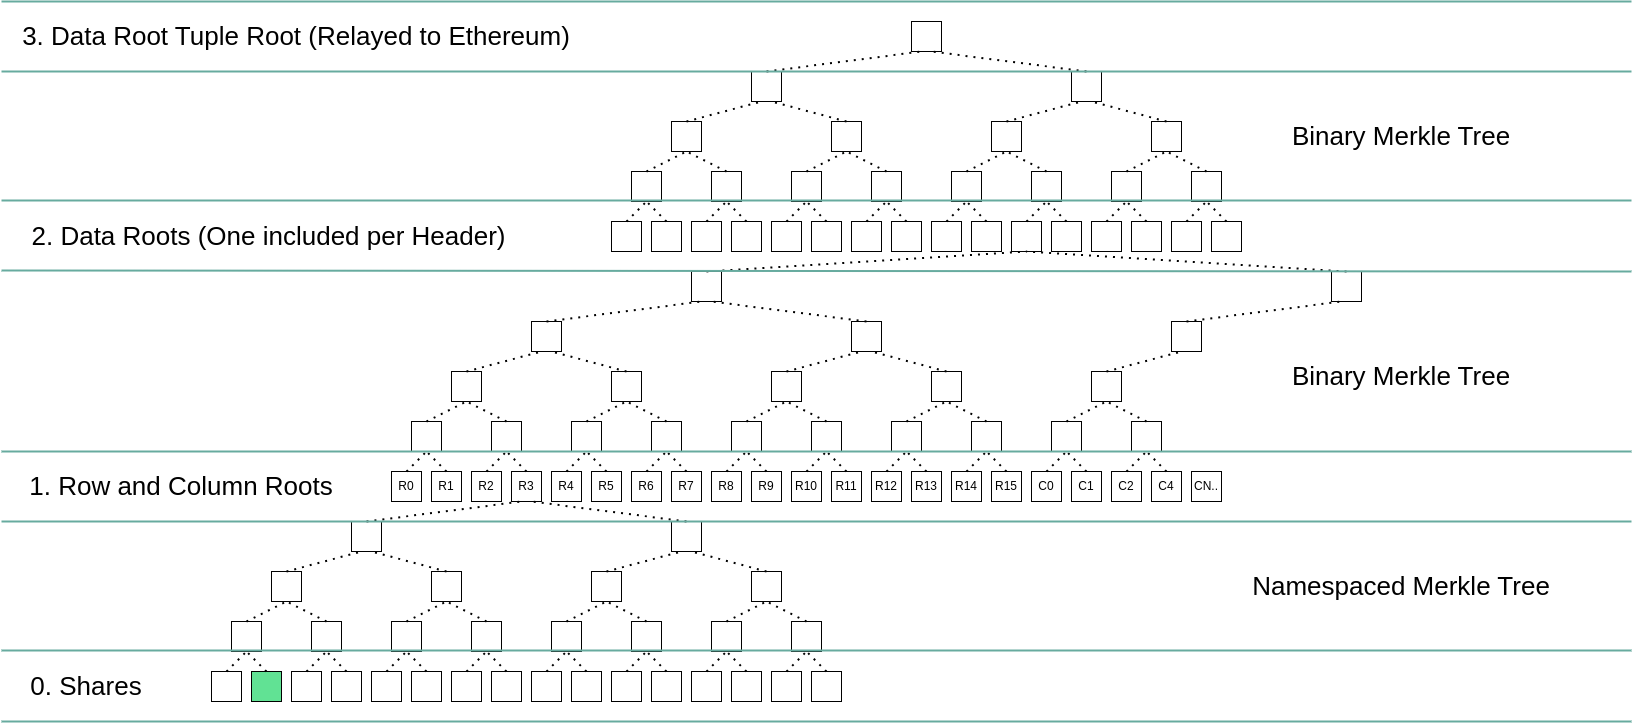 3. Data Root Tuple Root (Relayed to Ethereum)
Binary Merkle Tree
2. Data Roots (One included per Header)
Binary Merkle Tree
1. Row and Column Roots
R0 R1 R2 R3 R4 R5 R6 R7 R8 R9 R10 R11 R12 R13 R14 R15 C0 C1 C2 C4 CN..
Namespaced Merkle Tree
0. Shares